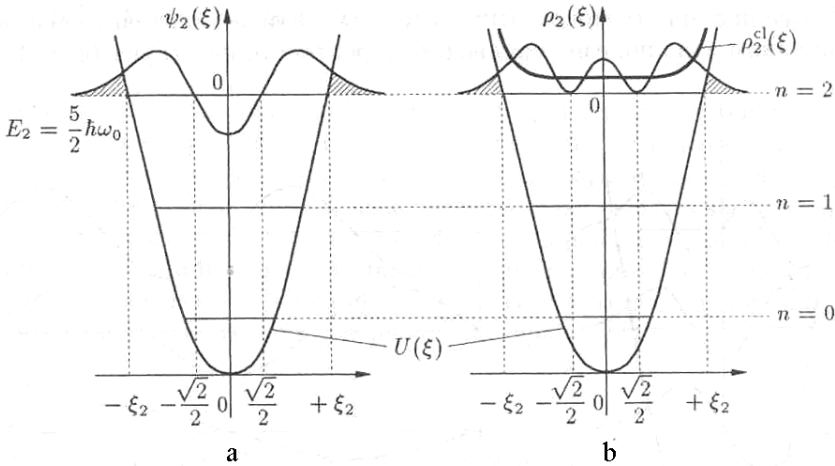 ψ₂(ξ)
0
E₂ = 5/2 ħω₀
U(ξ)
− ξ₂ −√2/2 0 √2/2 + ξ₂
a
ρ₂(ξ)
ρ₂ᶜˡ(ξ)
0
n = 2
n = 1
n = 0
− ξ₂ −√2/2 0 √2/2 + ξ₂
b